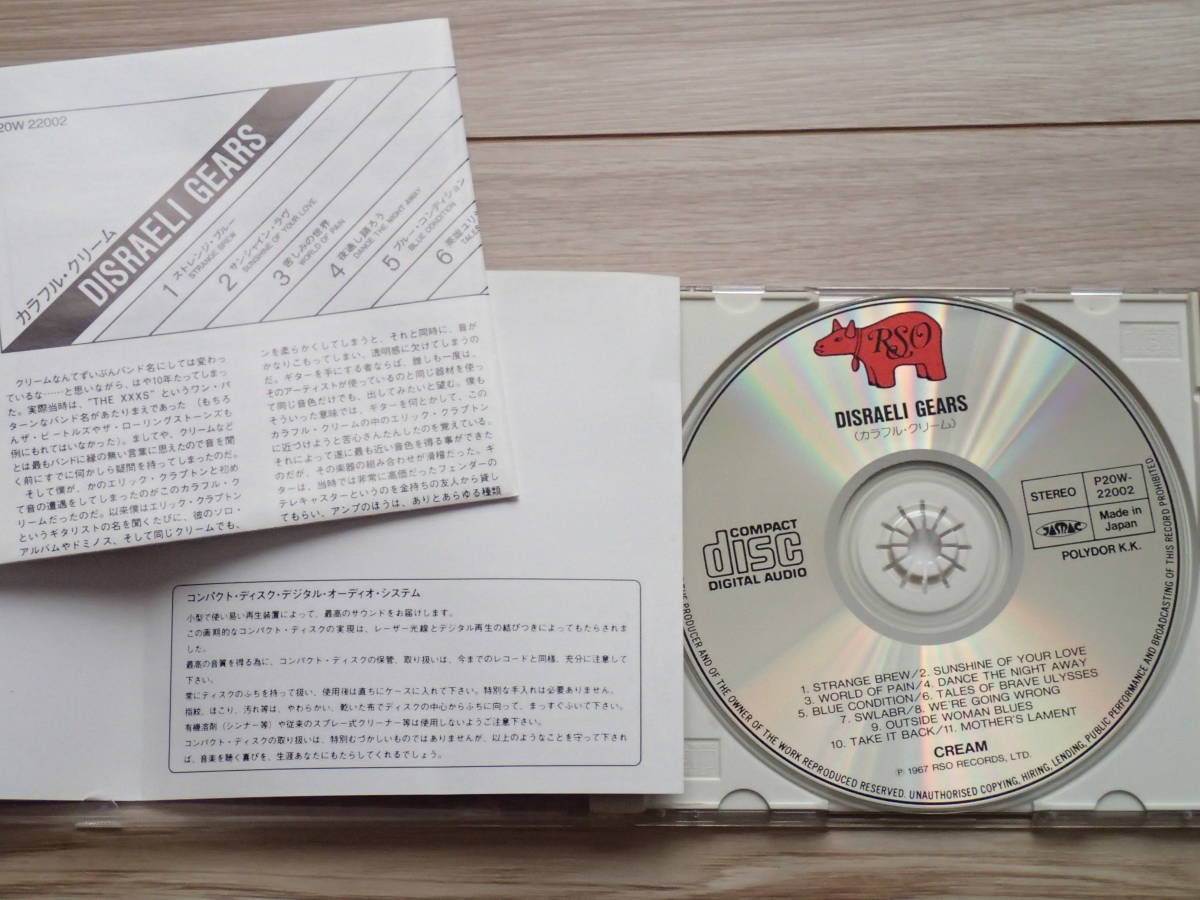 20W 22002
カラフル・クリーム
DISRAELI GEARS
1 ストレンジ・ブルー
STRANGE BREW
2 サンシャイン・ラヴ
SUNSHINE OF YOUR LOVE
3 苦しみの世界
WORLD OF PAIN
4 夜通し踊ろう
DANCE THE NIGHT AWAY
5 ブルー・コンディション
BLUE CONDITION
6 英雄ユリ
TALES
クリームなんてずいぶんバンド名にしては変わっ
ているな……と思いながら、はや10年たってしまっ
た。実際当時は、“THE XXXS”というワン・パ
ターンなバンド名があたりまえであった（もちろ
んザ・ビートルズやザ・ローリングストーンズも
例にもれてはいなかった）。ましてや、クリームなど
とは最もバンドに縁の無い言葉に思えたので音を聞
く前にすでに何かしら疑問を持ってしまったのだ。
そして僕が、かのエリック・クラプトンと初め
て音の遭遇をしてしまったのがこのカラフル・ク
リームだったのだ。以来僕はエリック・クラプトン
というギタリストの名を聞くたびに、彼のソロ・
アルバムやドミノス、そして同じクリームでも、
ンを柔らかくしてしまうと、それと同時に、音が
かなりこもってしまい、透明感に欠けてしまうの
だ。ギターを手にする者ならば、誰しも一度は、
そのアーティストが使っているのと同じ器材を使っ
て同じ音色だけでも、出してみたいと望む。僕も
そういった意味では、ギターを何とかして、この
カラフル・クリームの中のエリック・クラプトン
に近づけようと苦心さんたんしたのを覚えている。
それによって遂に最も近い音色を得る事ができた
のだが、その楽器の組み合わせが滑稽だった。ギ
ターは、当時では非常に高価だったフェンダーの
テレキャスターというのを金持ちの友人から貸し
てもらい、アンプのほうは、ありとあらゆる種類
コンパクト・ディスク・デジタル・オーディオ・システム
小型で使い易い再生装置によって、最高のサウンドをお届けします。
この画期的なコンパクト・ディスクの実現は、レーザー光線とデジタル再生の結びつきによってもたらされま
した。
最高の音質を得る為に、コンパクト・ディスクの保管、取り扱いは、今までのレコードと同様、充分に注意して
下さい。
常にディスクのふちを持って扱い、使用後は直ちにケースに入れて下さい。特別な手入れは必要ありません。
指紋、ほこり、汚れ等は、やわらかい、乾いた布でディスクの中心からふちに向って、まっすぐふいて下さい。
有機溶剤（シンナー等）や従来のスプレー式クリーナー等は使用しないようご注意下さい。
コンパクト・ディスクの取り扱いは、特別むづかしいものではありませんが、以上のようなことを守って下され
ば、音楽を聴く喜びを、生涯あなたにもたらしてくれるでしょう。
RSO
DISRAELI GEARS
（カラフル・クリーム）
COMPACT
disc
DIGITAL AUDIO
STEREO
P20W-
22002
JASRAC
Made in
Japan
POLYDOR K.K.
1. STRANGE BREW/2. SUNSHINE OF YOUR LOVE
3. WORLD OF PAIN/4. DANCE THE NIGHT AWAY
5. BLUE CONDITION/6. TALES OF BRAVE ULYSSES
7. SWLABR/8. WE'RE GOING WRONG
9. OUTSIDE WOMAN BLUES
10. TAKE IT BACK/11. MOTHER'S LAMENT
CREAM
℗ 1967 RSO RECORDS, LTD.
PRODUCER AND OF THE OWNER OF THE WORK REPRODUCED RESERVED. UNAUTHORISED COPYING, HIRING, LENDING, PUBLIC PERFORMANCE AND BROADCASTING OF THIS RECORD PROHIBITED